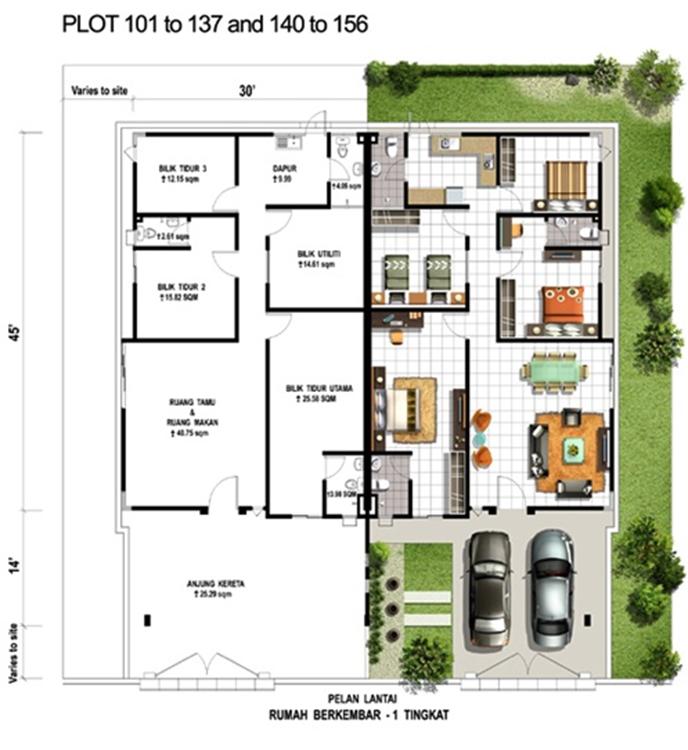 PLOT 101 to 137 and 140 to 156
Varies to site
30'
BILIK TIDUR 3
12.15 sqm
DAPUR
9.99
4.05 sqm
2.61 sqm
BILIK UTILITI
14.61 sqm
BILIK TIDUR 2
15.82 SQM
45'
RUANG TAMU
&
RUANG MAKAN
40.75 sqm
BILIK TIDUR UTAMA
25.58 SQM
3.98 SQM
14'
ANJUNG KERETA
25.29 sqm
Varies to site
PELAN LANTAI
RUMAH BERKEMBAR - 1 TINGKAT